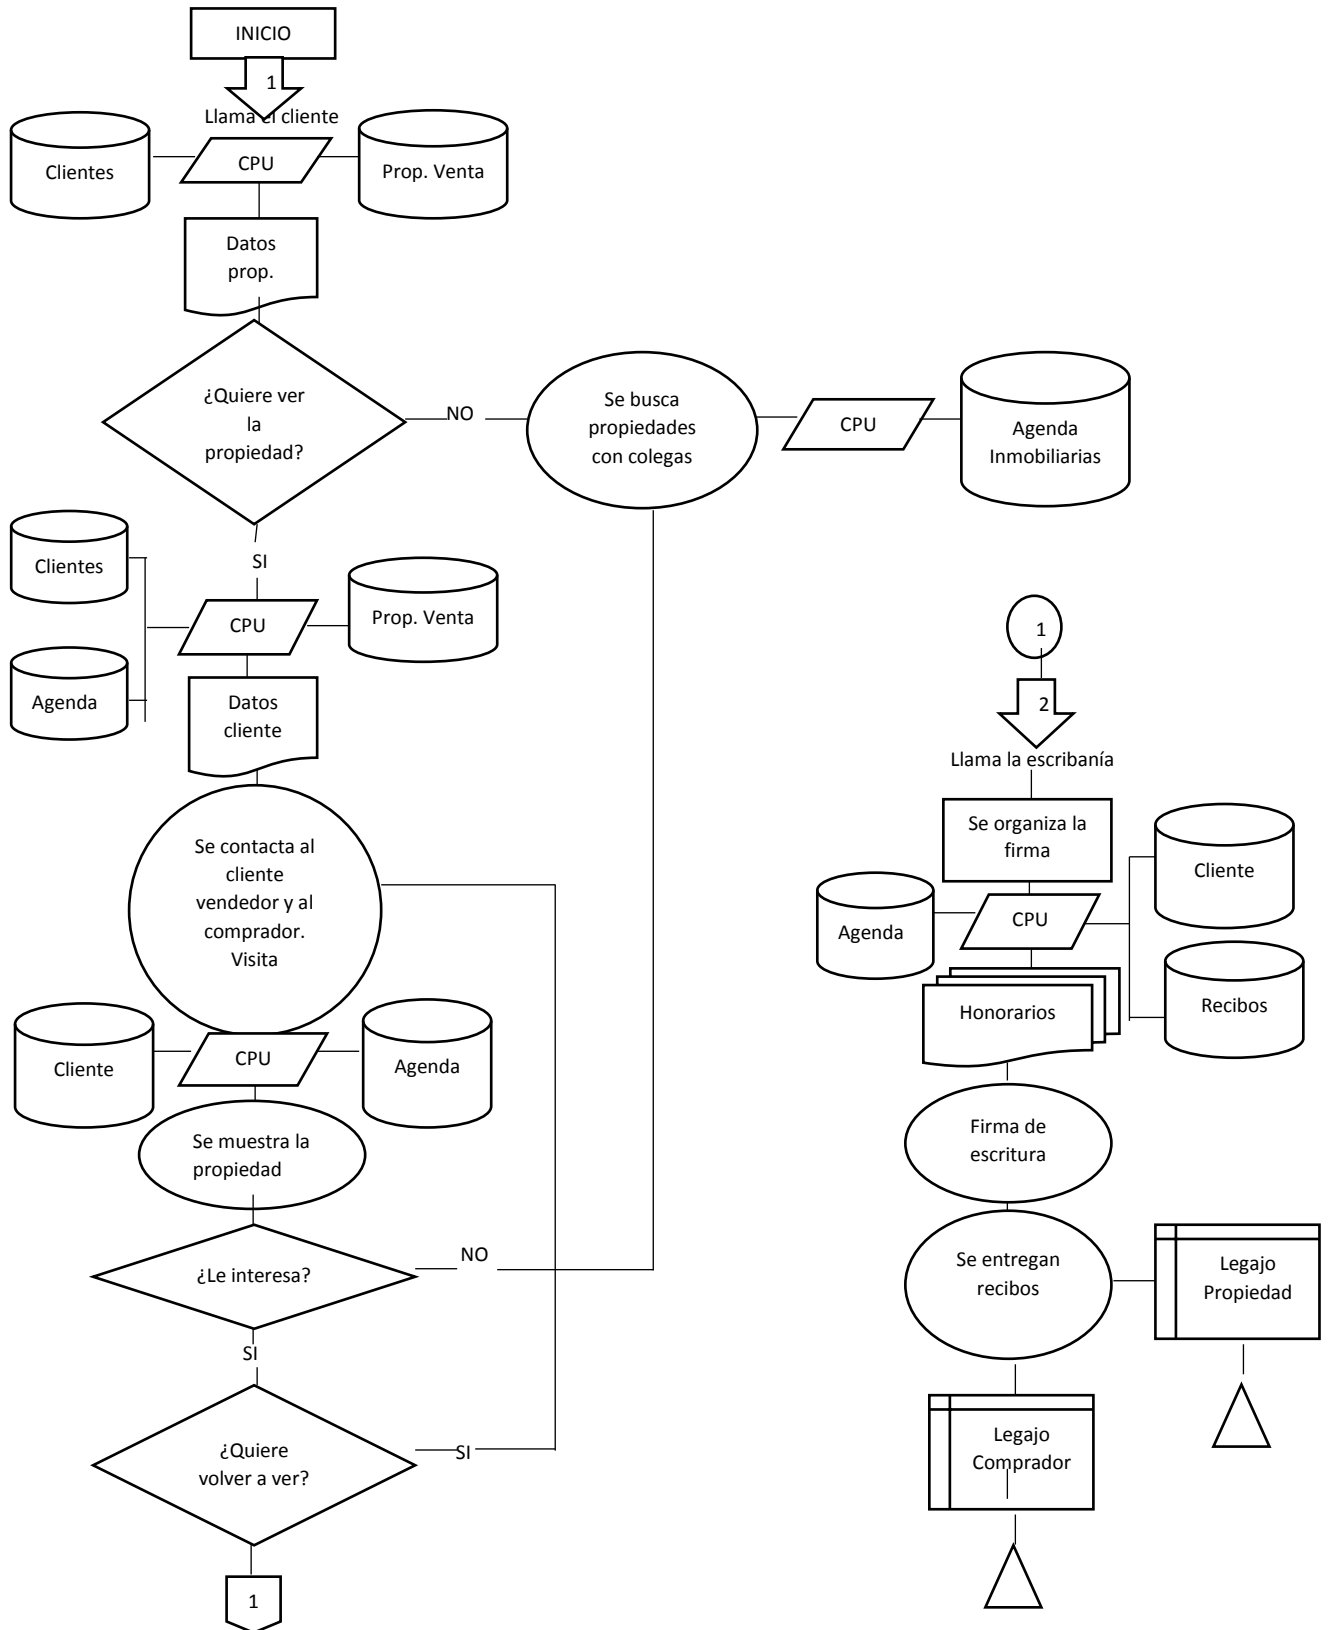 INICIO
1
Llama el cliente
Clientes
CPU
Prop. Venta
Datos
prop.
¿Quiere ver
la
propiedad?
NO
Se busca
propiedades
con colegas
CPU
Agenda
Inmobiliarias
SI
Clientes
CPU
Prop. Venta
Agenda
Datos
cliente
Se contacta al
cliente
vendedor y al
comprador.
Visita
Cliente
CPU
Agenda
Se muestra la
propiedad
¿Le interesa?
NO
SI
¿Quiere
volver a ver?
SI
1
1
2
Llama la escribanía
Se organiza la
firma
Cliente
Agenda
CPU
Recibos
Honorarios
Firma de
escritura
Se entregan
recibos
Legajo
Propiedad
Legajo
Comprador